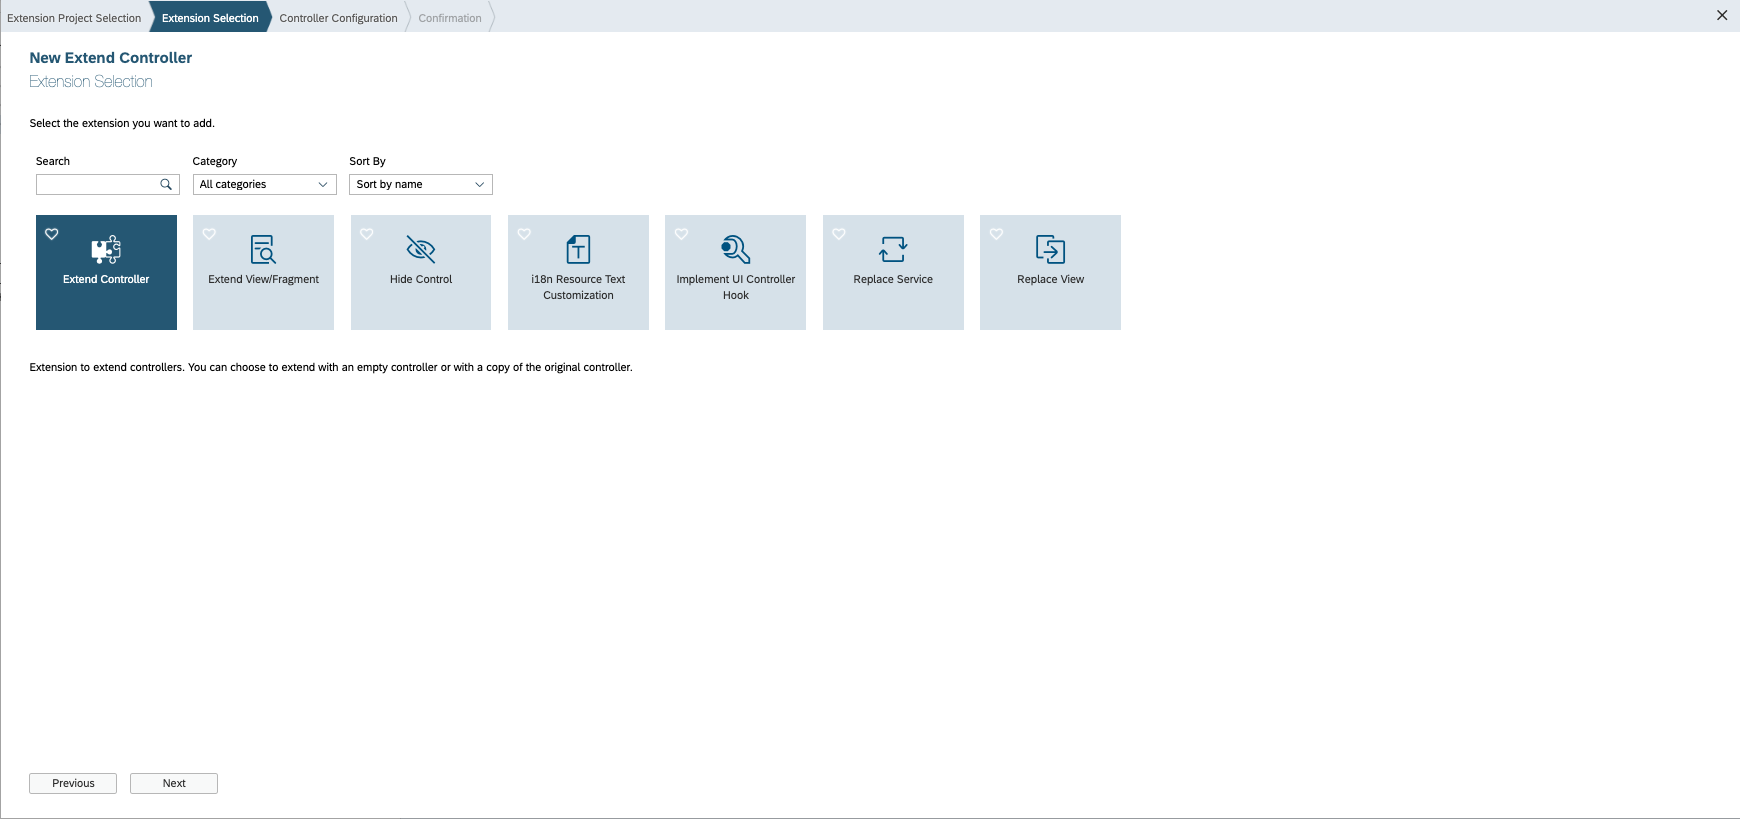 Extension Project Selection
Extension Selection
Controller Configuration
Confirmation
New Extend Controller
Extension Selection
Select the extension you want to add.
Search
Category
Sort By
All categories
Sort by name
Extend Controller
Extend View/Fragment
Hide Control
i18n Resource Text
Customization
Implement UI Controller
Hook
Replace Service
Replace View
Extension to extend controllers. You can choose to extend with an empty controller or with a copy of the original controller.
Previous
Next